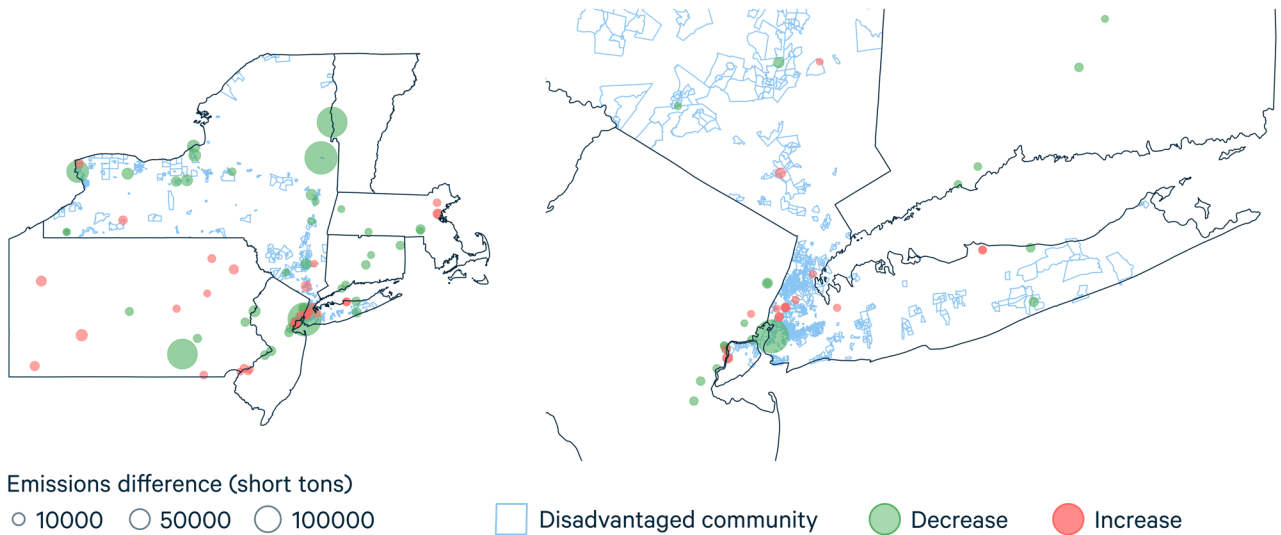 Emissions difference (short tons)
10000 50000 100000
Disadvantaged community Decrease Increase